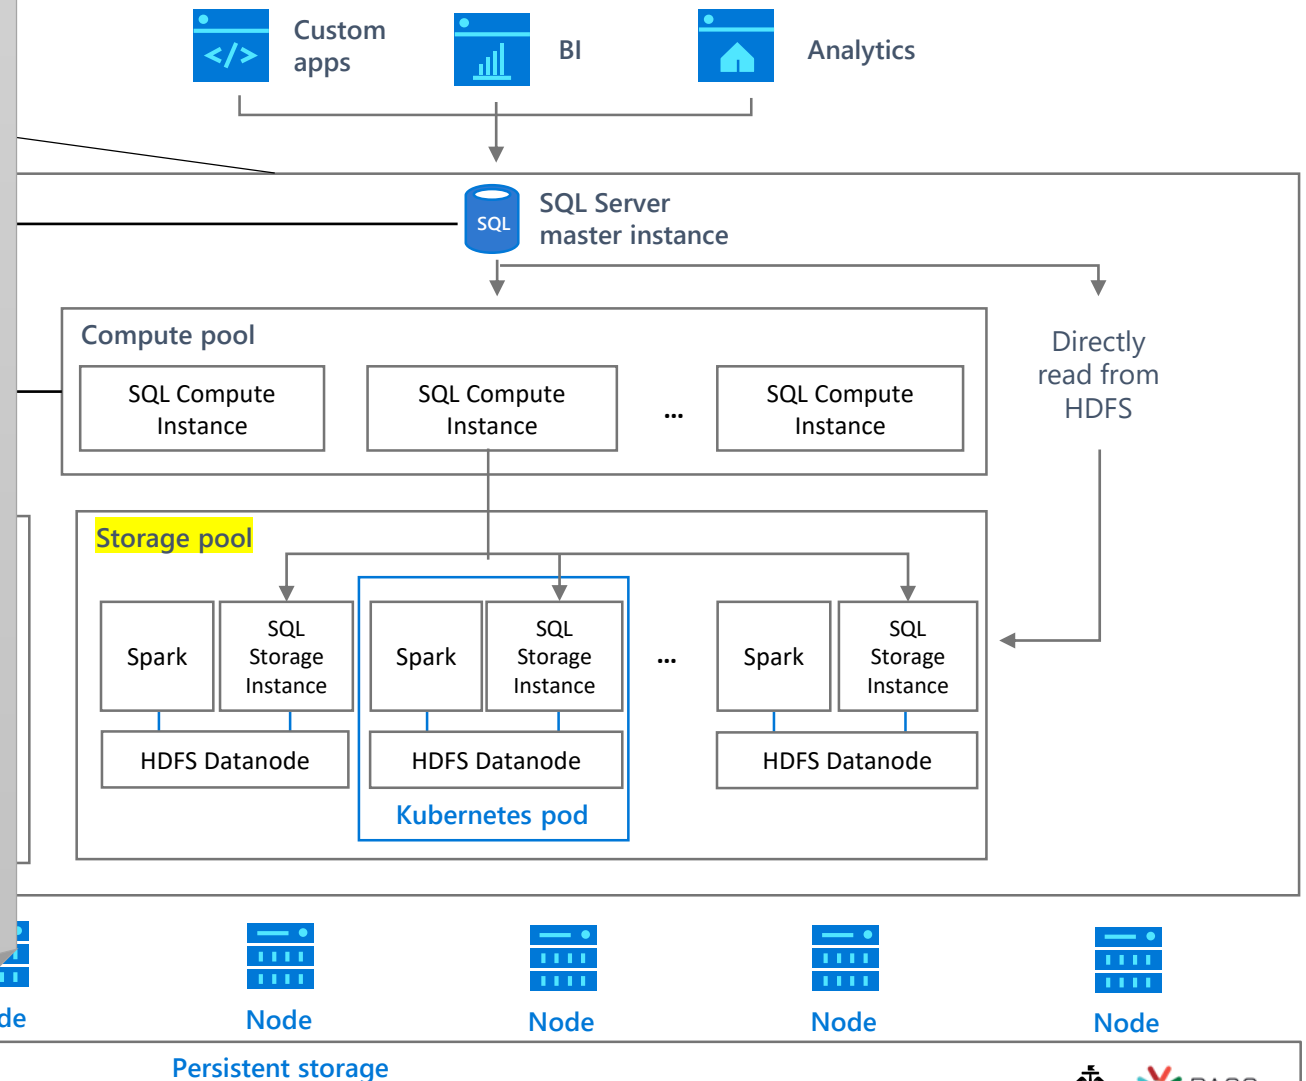 Custom
apps
BI
Analytics
</>
SQL
SQL Server
master instance
Compute pool
SQL Compute
Instance
SQL Compute
Instance
...
SQL Compute
Instance
Directly
read from
HDFS
Storage pool
Spark
SQL
Storage
Instance
Spark
SQL
Storage
Instance
...
Spark
SQL
Storage
Instance
HDFS Datanode
HDFS Datanode
HDFS Datanode
Kubernetes pod
de
Node
Node
Node
Node
Persistent storage